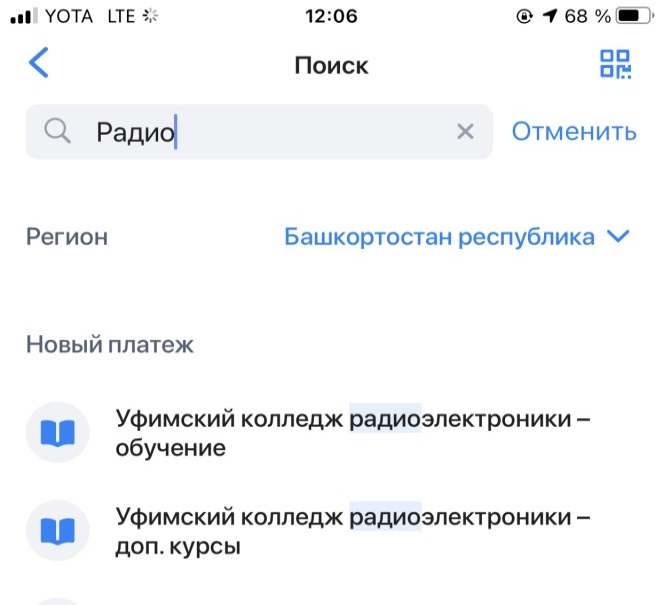 YOTA LTE 12:06 68 %
Поиск
Радио Отменить
Регион Башкортостан республика
Новый платеж
Уфимский колледж радиоэлектроники –
обучение
Уфимский колледж радиоэлектроники –
доп. курсы